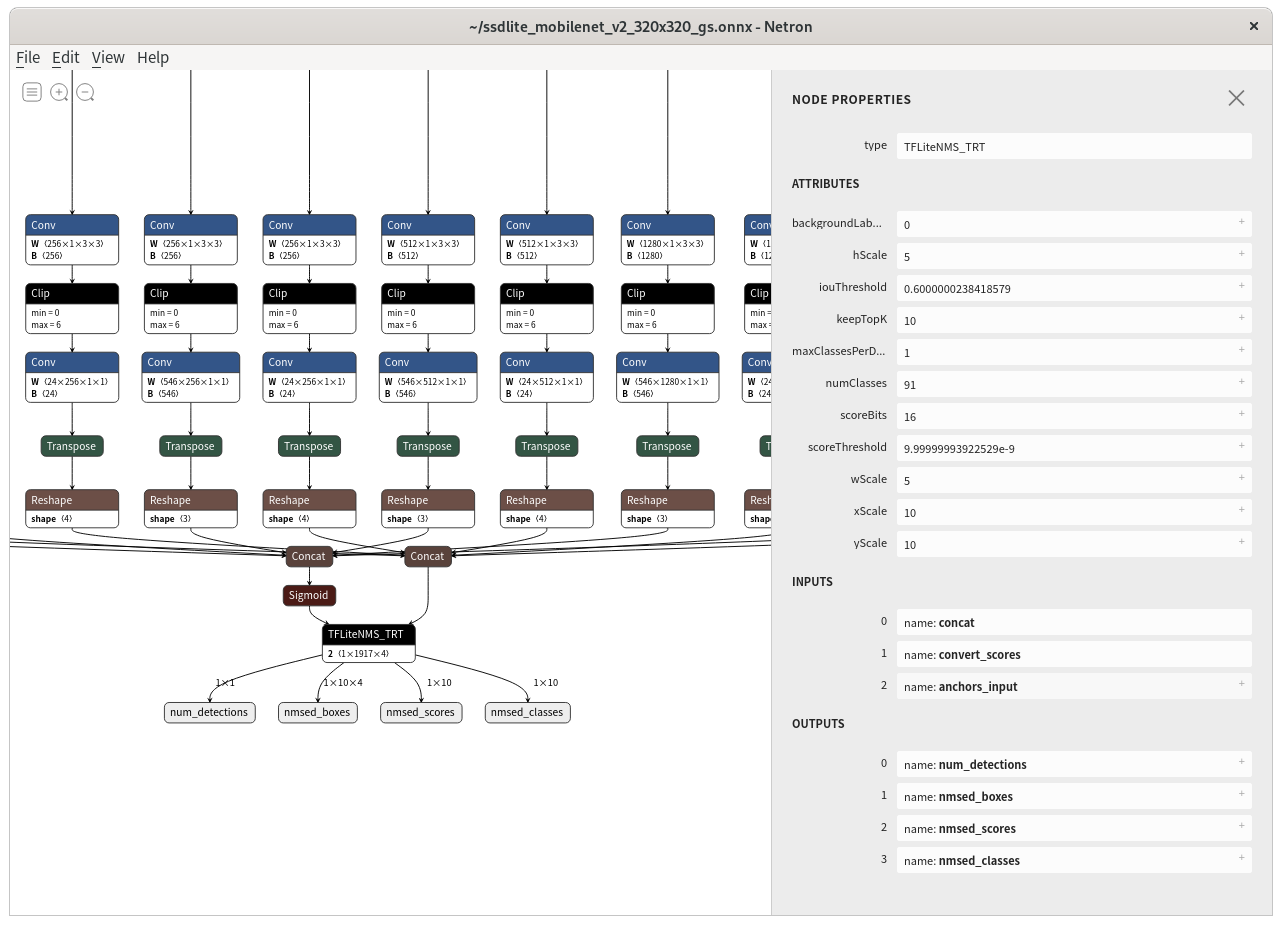 ~/ssdlite_mobilenet_v2_320x320_gs.onnx - Netron
File Edit View Help
Conv Conv Conv Conv Conv Conv Conv
W ⟨256×1×3×3⟩ W ⟨256×1×3×3⟩ W ⟨256×1×3×3⟩ W ⟨512×1×3×3⟩ W ⟨512×1×3×3⟩ W ⟨1280×1×3×3⟩ W ⟨1
B ⟨256⟩ B ⟨256⟩ B ⟨256⟩ B ⟨512⟩ B ⟨512⟩ B ⟨1280⟩ B ⟨12
Clip Clip Clip Clip Clip Clip Clip
min = 0 min = 0 min = 0 min = 0 min = 0 min = 0 min =
max = 6 max = 6 max = 6 max = 6 max = 6 max = 6 max =
Conv Conv Conv Conv Conv Conv Conv
W ⟨24×256×1×1⟩ W ⟨546×256×1×1⟩ W ⟨24×256×1×1⟩ W ⟨546×512×1×1⟩ W ⟨24×512×1×1⟩ W ⟨546×1280×1×1⟩ W ⟨24
B ⟨24⟩ B ⟨546⟩ B ⟨24⟩ B ⟨546⟩ B ⟨24⟩ B ⟨546⟩ B ⟨24
Transpose Transpose Transpose Transpose Transpose Transpose T
Reshape Reshape Reshape Reshape Reshape Reshape Resh
shape ⟨4⟩ shape ⟨3⟩ shape ⟨4⟩ shape ⟨3⟩ shape ⟨4⟩ shape ⟨3⟩ shap
Concat Concat
Sigmoid
TFLiteNMS_TRT
2 ⟨1×1917×4⟩
1×1 1×10×4 1×10 1×10
num_detections nmsed_boxes nmsed_scores nmsed_classes
NODE PROPERTIES
type TFLiteNMS_TRT
ATTRIBUTES
backgroundLab... 0 +
hScale 5 +
iouThreshold 0.6000000238418579 +
keepTopK 10 +
maxClassesPerD... 1 +
numClasses 91 +
scoreBits 16 +
scoreThreshold 9.99999993922529e-9 +
wScale 5 +
xScale 10 +
yScale 10 +
INPUTS
0 name: concat
1 name: convert_scores
2 name: anchors_input +
OUTPUTS
0 name: num_detections +
1 name: nmsed_boxes +
2 name: nmsed_scores +
3 name: nmsed_classes +